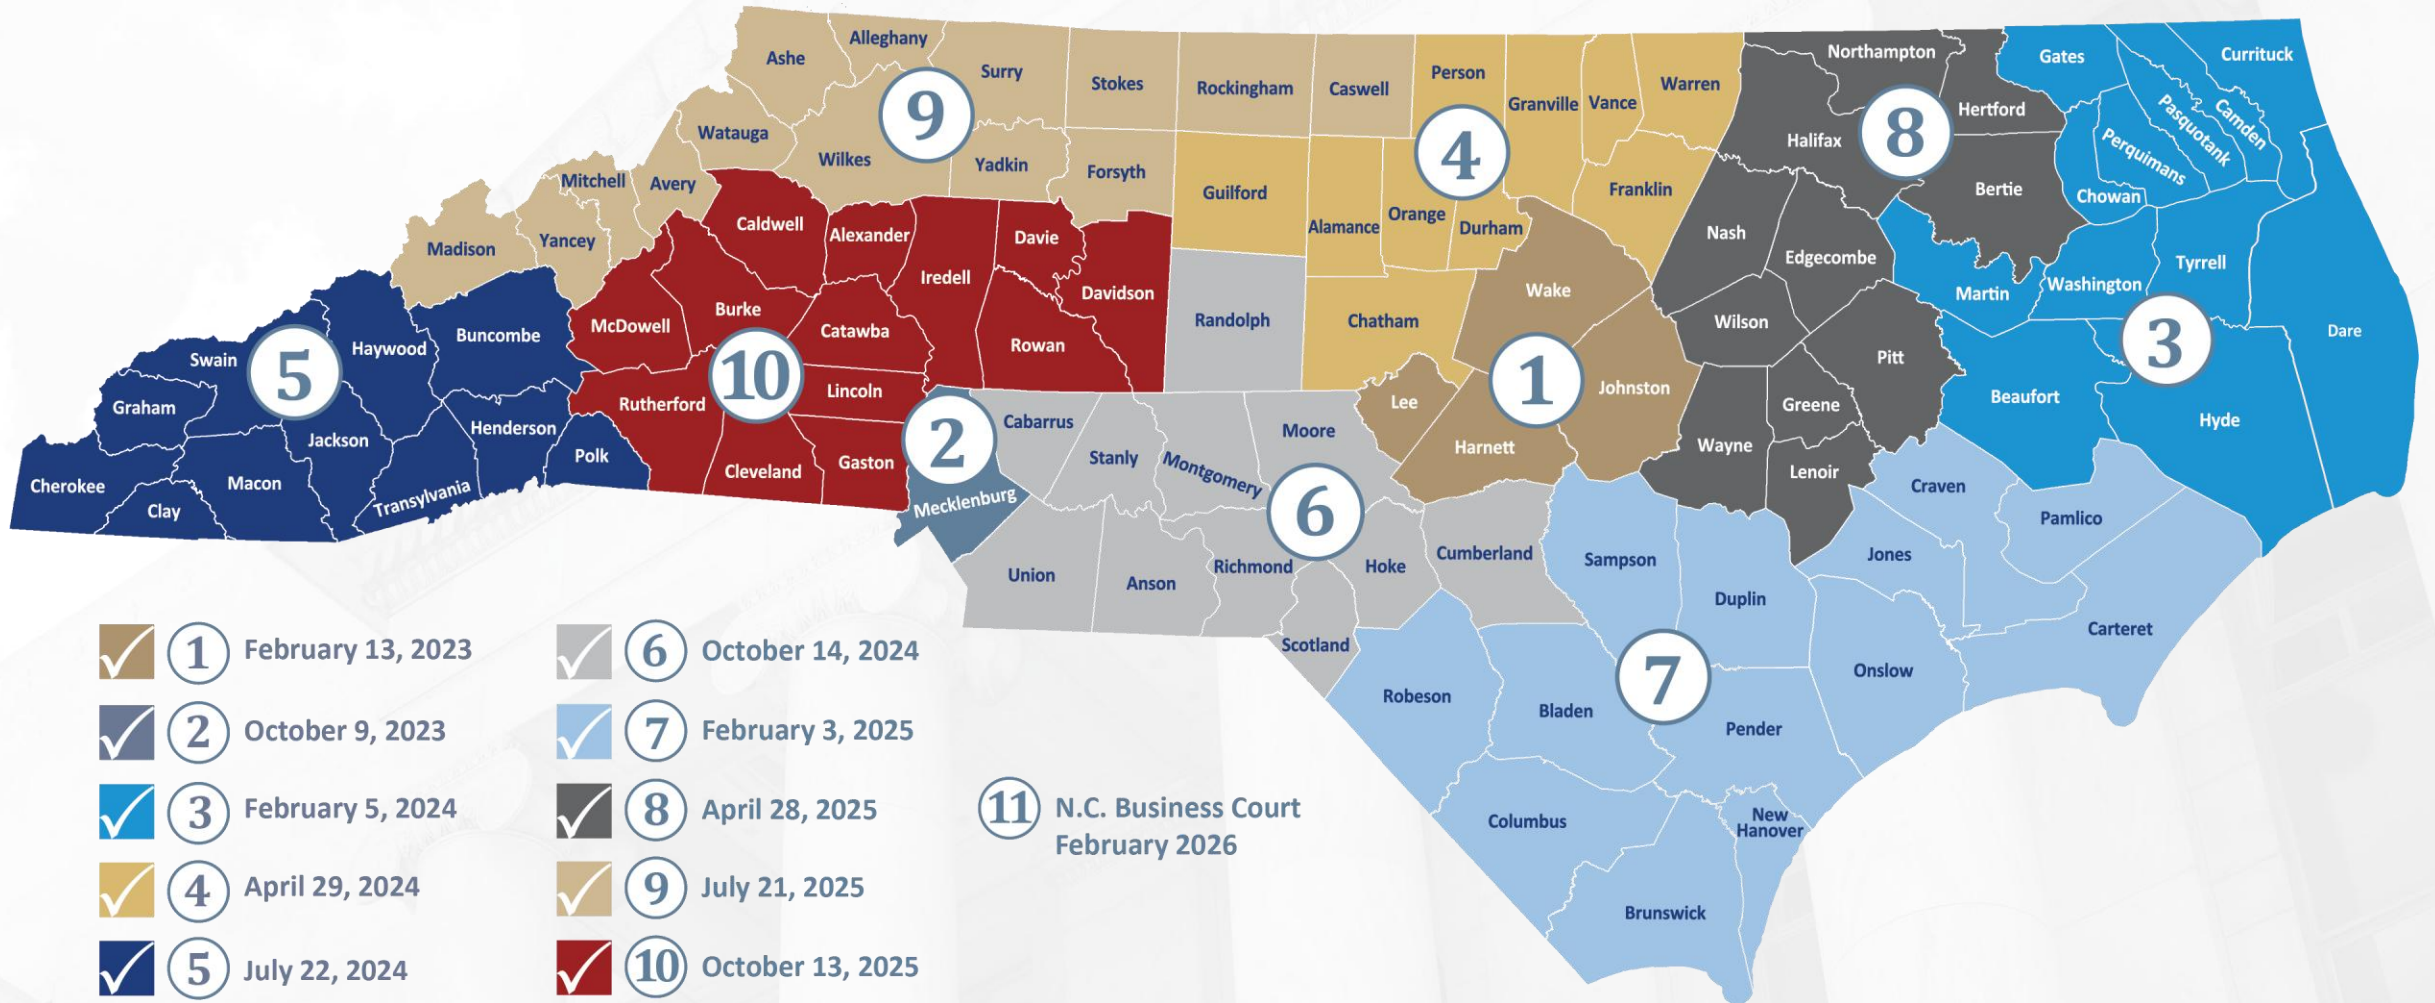 Ashe
Alleghany
Surry
Stokes
Rockingham
Caswell
Person
Granville
Vance
Warren
Northampton
Hertford
Halifax
Gates
Currituck
Camden
Pasquotank
Perquimans
Chowan
Watauga
Wilkes
9
Yadkin
Forsyth
Guilford
4
Alamance
Orange
Durham
Franklin
8
Bertie
Mitchell
Avery
Madison
Yancey
Caldwell
Alexander
Iredell
Davie
Davidson
Randolph
Chatham
Wake
Nash
Edgecombe
Martin
Washington
Tyrrell
Dare
Swain
5
Haywood
Buncombe
McDowell
Burke
Catawba
Rowan
10
Rutherford
Lincoln
Lee
1
Johnston
Wilson
Pitt
Greene
3
Beaufort
Hyde
Graham
Jackson
Henderson
Polk
Cleveland
Gaston
2
Mecklenburg
Cabarrus
Stanly
Montgomery
Moore
Harnett
Wayne
Lenoir
Craven
Pamlico
Cherokee
Clay
Macon
Transylvania
Union
Anson
Richmond
6
Hoke
Cumberland
Scotland
Sampson
Duplin
Jones
Carteret
Onslow
Robeson
Bladen
7
Pender
Columbus
New
Hanover
Brunswick
1 February 13, 2023
2 October 9, 2023
3 February 5, 2024
4 April 29, 2024
5 July 22, 2024
6 October 14, 2024
7 February 3, 2025
8 April 28, 2025
9 July 21, 2025
10 October 13, 2025
11 N.C. Business Court
February 2026